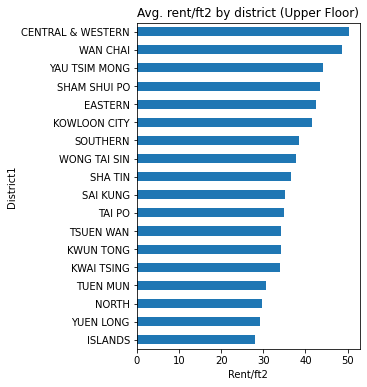 Avg. rent/ft2 by district (Upper Floor)
CENTRAL & WESTERN
WAN CHAI
YAU TSIM MONG
SHAM SHUI PO
EASTERN
KOWLOON CITY
SOUTHERN
WONG TAI SIN
SHA TIN
SAI KUNG
TAI PO
TSUEN WAN
KWUN TONG
KWAI TSING
TUEN MUN
NORTH
YUEN LONG
ISLANDS
District1
0 10 20 30 40 50
Rent/ft2